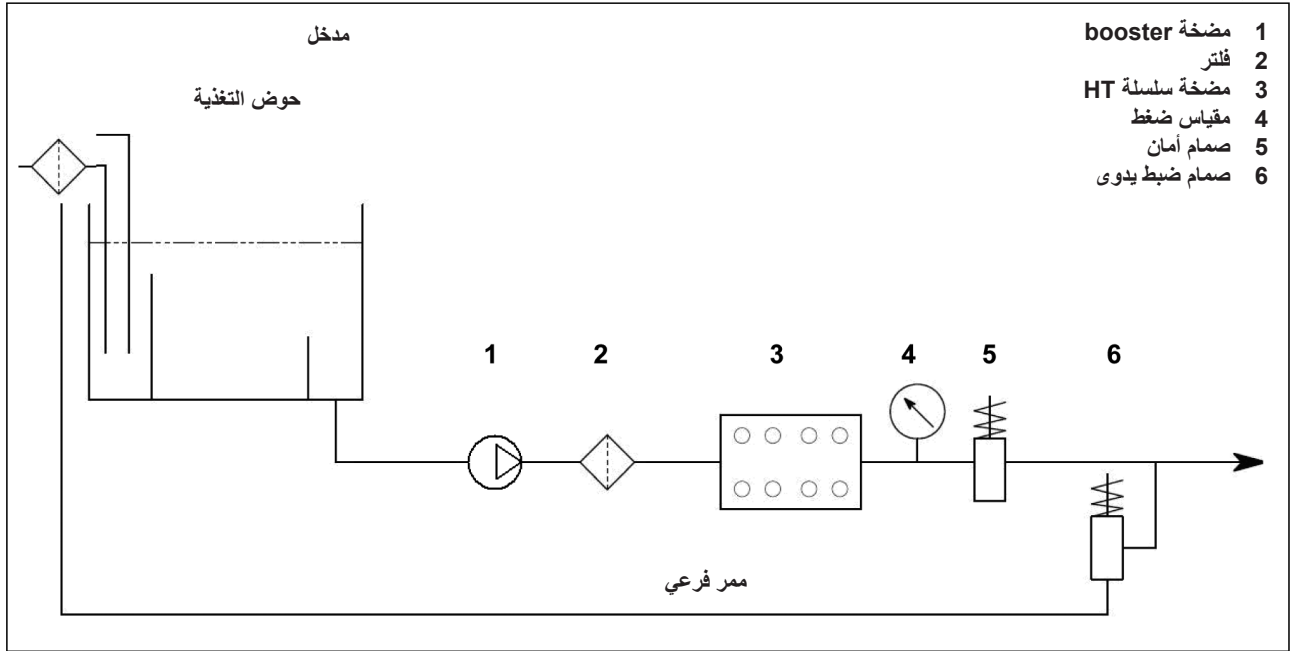 مدخل
حوض التغذية
1 مضخة booster
2 فلتر
3 مضخة سلسلة HT
4 مقياس ضغط
5 صمام أمان
6 صمام ضبط يدوى
1 2 3 4 5 6
ممر فرعي